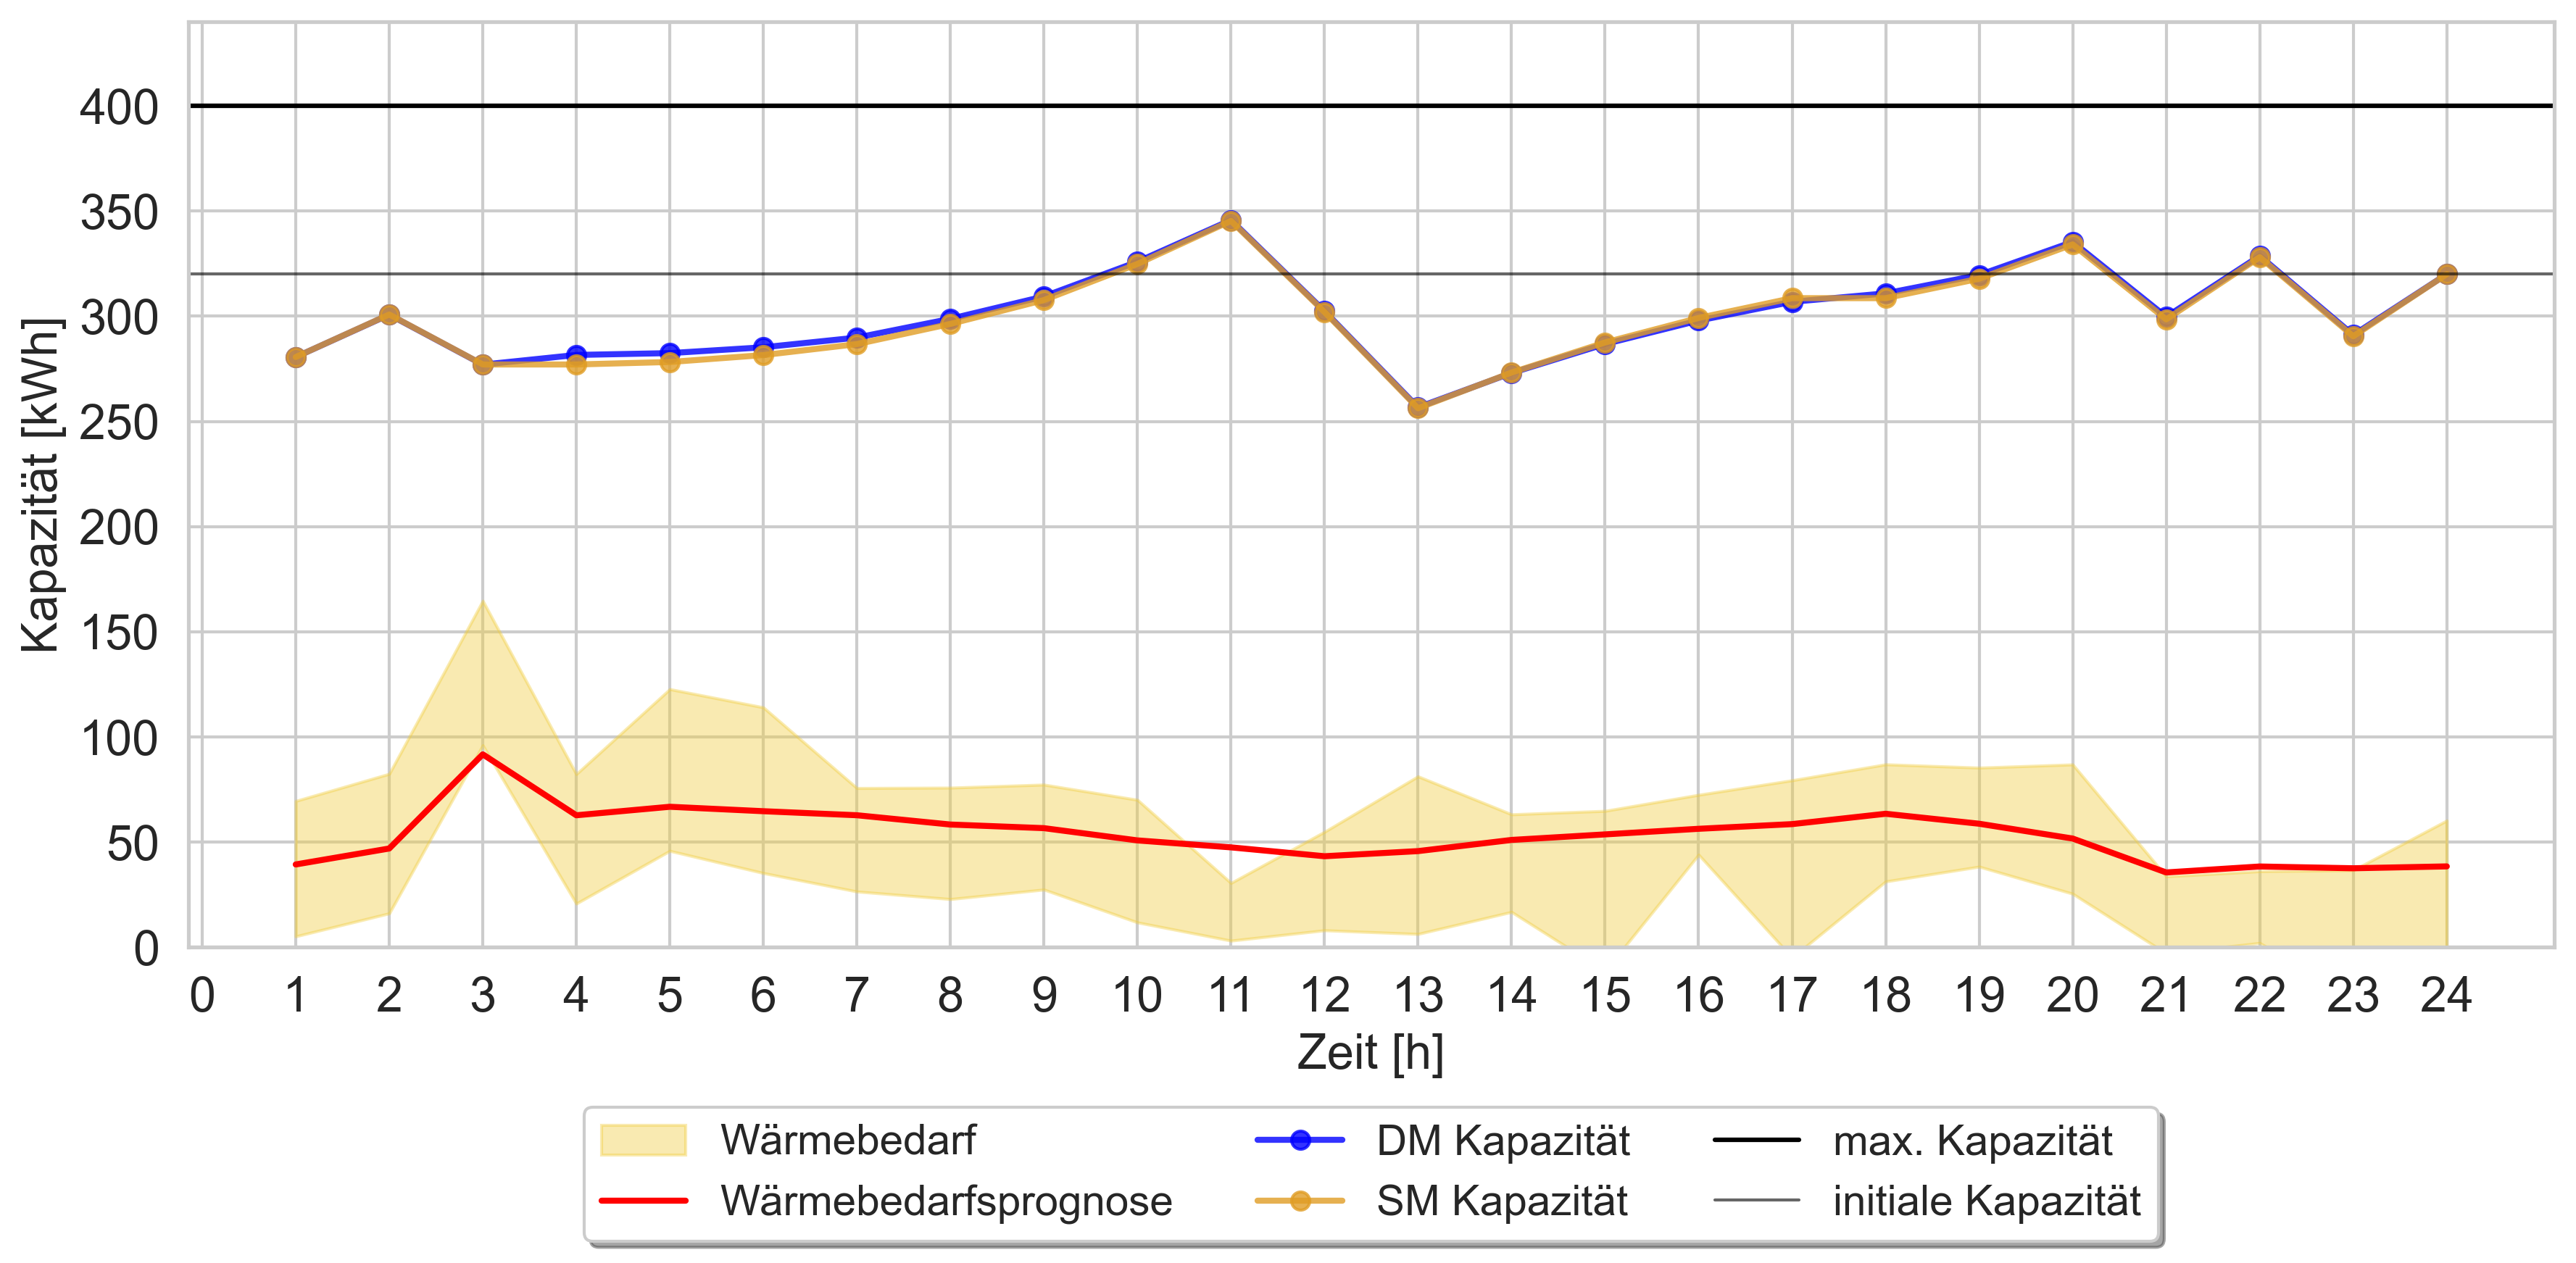 Kapazität [kWh]
400
350
300
250
200
150
100
50
0
0 1 2 3 4 5 6 7 8 9 10 11 12 13 14 15 16 17 18 19 20 21 22 23 24
Zeit [h]
Wärmebedarf DM Kapazität max. Kapazität
Wärmebedarfsprognose SM Kapazität initiale Kapazität